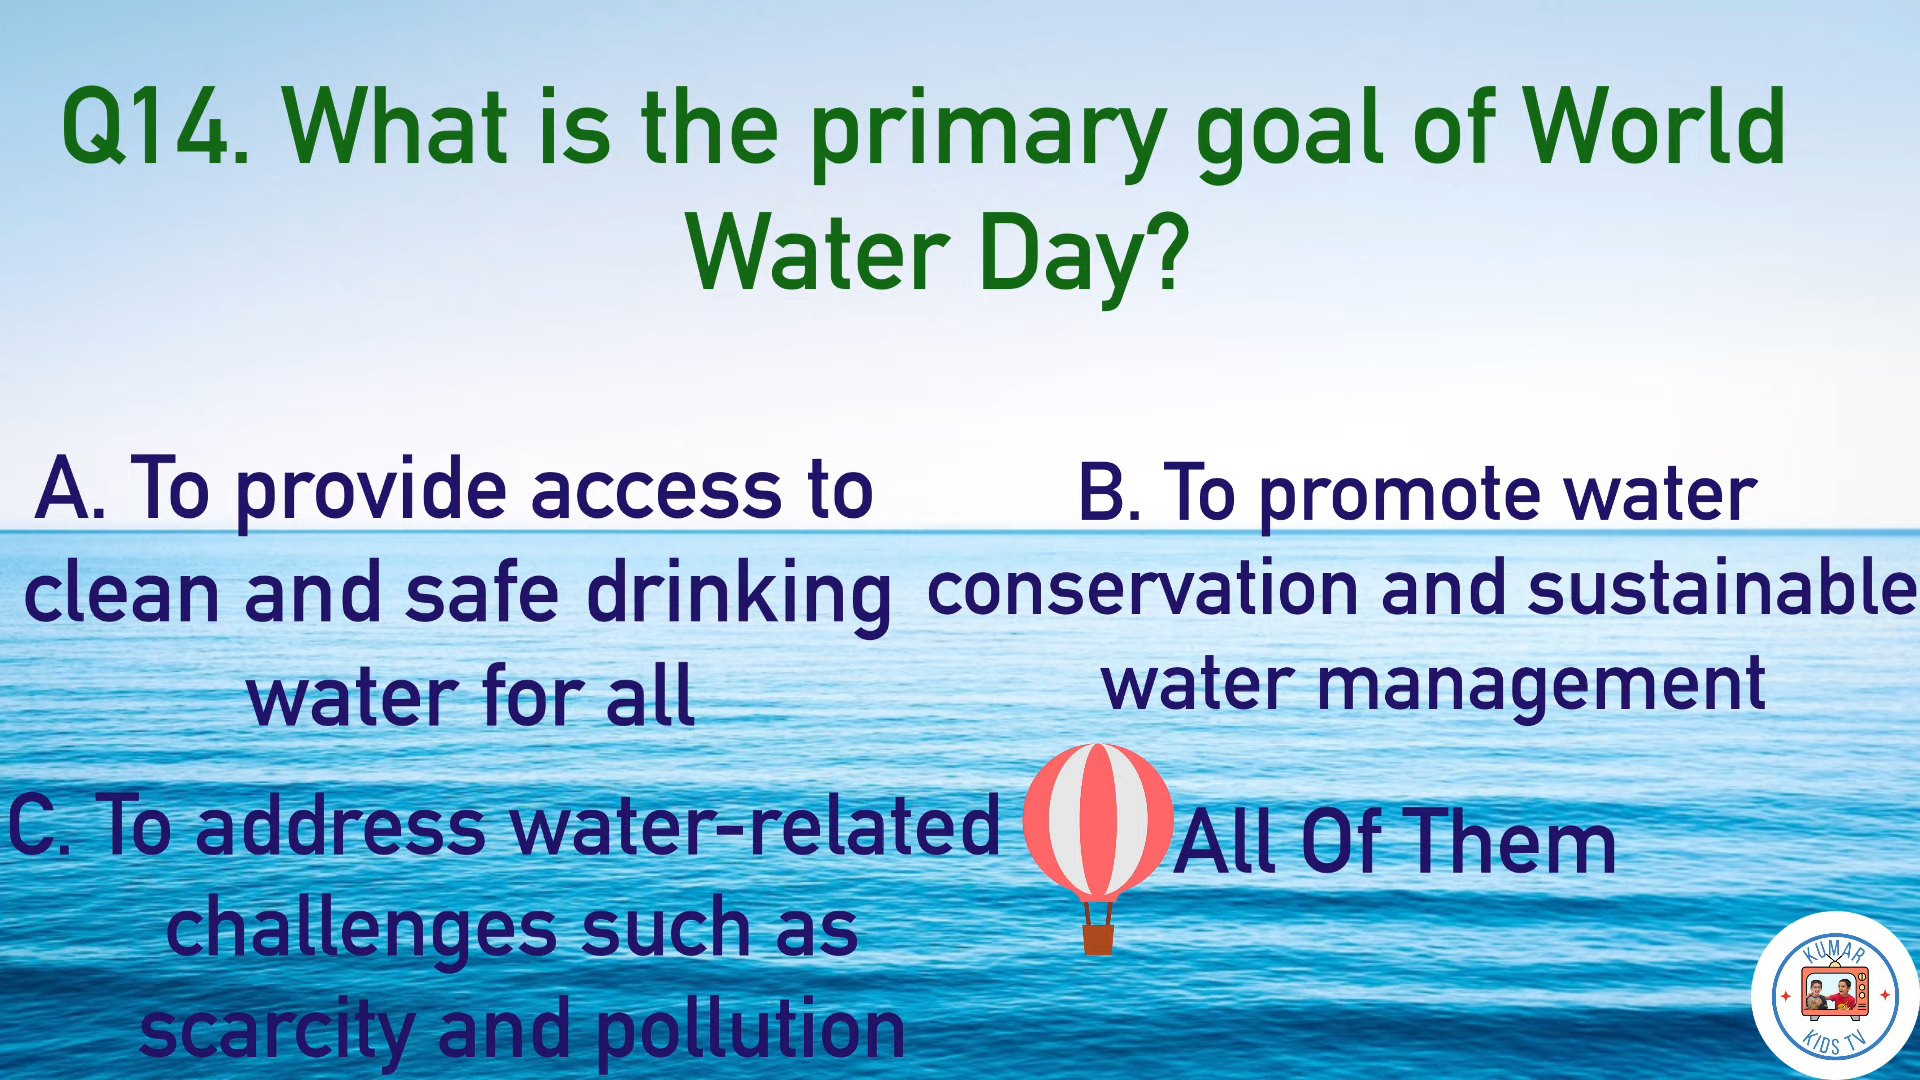 Q14. What is the primary goal of World
Water Day?
A. To provide access to
clean and safe drinking
water for all
B. To promote water
conservation and sustainable
water management
C. To address water-related
challenges such as
scarcity and pollution
All Of Them
KUMAR
KIDS TV